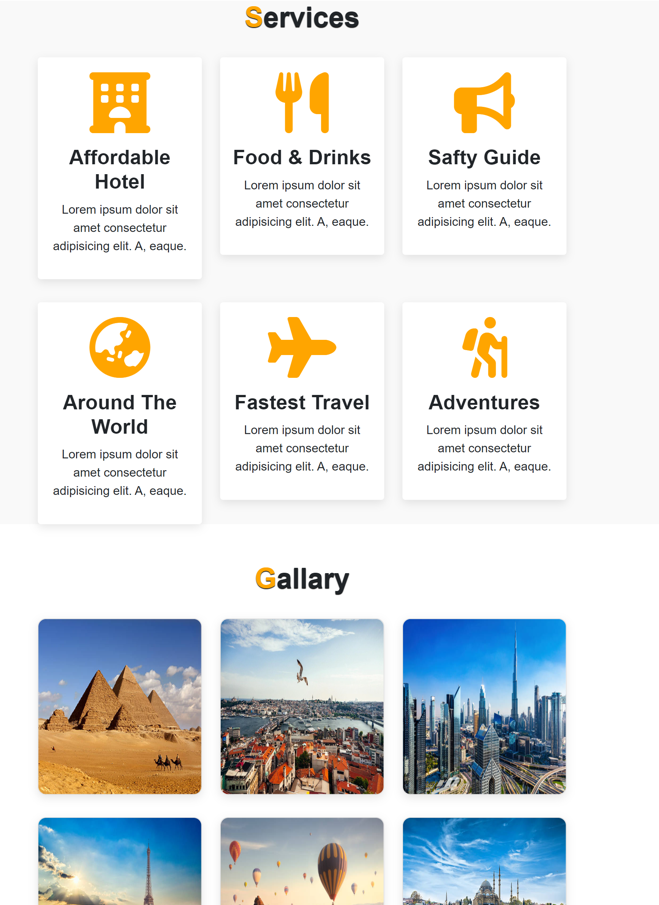 Services
Affordable
Hotel
Lorem ipsum dolor sit
amet consectetur
adipisicing elit. A, eaque.
Food & Drinks
Lorem ipsum dolor sit
amet consectetur
adipisicing elit. A, eaque.
Safty Guide
Lorem ipsum dolor sit
amet consectetur
adipisicing elit. A, eaque.
Around The
World
Lorem ipsum dolor sit
amet consectetur
adipisicing elit. A, eaque.
Fastest Travel
Lorem ipsum dolor sit
amet consectetur
adipisicing elit. A, eaque.
Adventures
Lorem ipsum dolor sit
amet consectetur
adipisicing elit. A, eaque.
Gallary